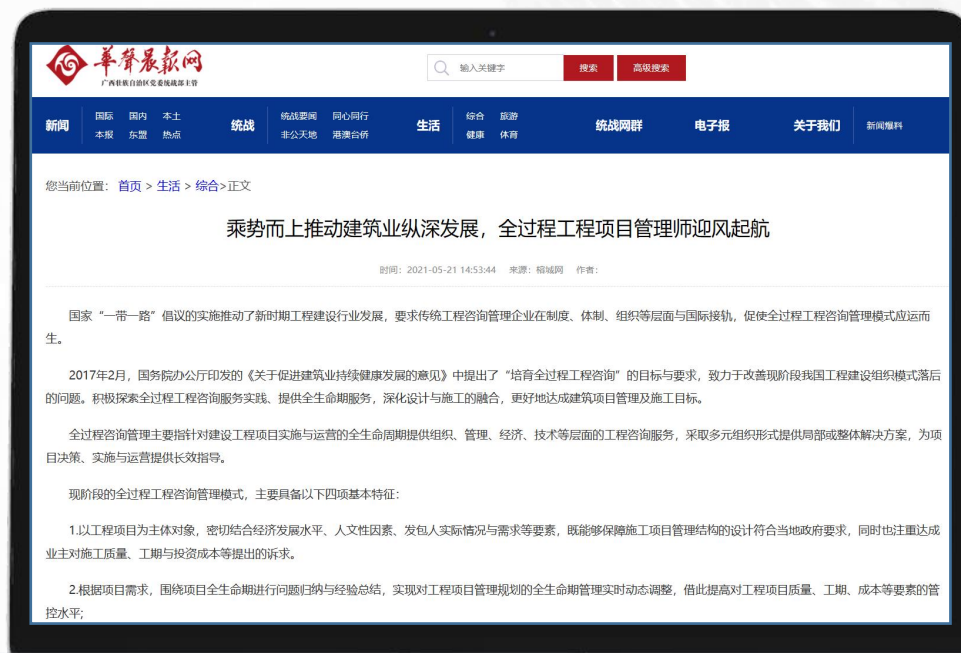 華聲晨報网
广西壮族自治区党委统战部主管
输入关键字 搜索 高级搜索
新闻 国际 国内 本土 统战 统战要闻 同心同行 生活 综合 旅游 统战网群 电子报 关于我们 新闻爆料
本报 东盟 热点 非公天地 港澳台侨 健康 体育
您当前位置: 首页 > 生活 > 综合>正文
乘势而上推动建筑业纵深发展，全过程工程项目管理师迎风起航
时间: 2021-05-21 14:53:44 来源: 榕城网 作者:
国家“一带一路”倡议的实施推动了新时期工程建设行业发展，要求传统工程咨询管理企业在制度、体制、组织等层面与国际接轨，促使全过程工程咨询管理模式应运而
生。
2017年2月，国务院办公厅印发的《关于促进建筑业持续健康发展的意见》中提出了“培育全过程工程咨询”的目标与要求，致力于改善现阶段我国工程建设组织模式落后
的问题。积极探索全过程工程咨询服务实践、提供全生命期服务，深化设计与施工的融合，更好地达成建筑项目管理及施工目标。
全过程咨询管理主要指针对建设工程项目实施与运营的全生命周期提供组织、管理、经济、技术等层面的工程咨询服务，采取多元组织形式提供局部或整体解决方案，为项
目决策、实施与运营提供长效指导。
现阶段的全过程工程咨询管理模式，主要具备以下四项基本特征：
1.以工程项目为主体对象，密切结合经济发展水平、人文性因素、发包人实际情况与需求等要素，既能够保障施工项目管理结构的设计符合当地政府要求，同时也注重达成
业主对施工质量、工期与投资成本等提出的诉求。
2.根据项目需求，围绕项目全生命期进行问题归纳与经验总结，实现对工程项目管理规划的全生命期管理实时动态调整，借此提高对工程项目质量、工期、成本等要素的管
控水平;